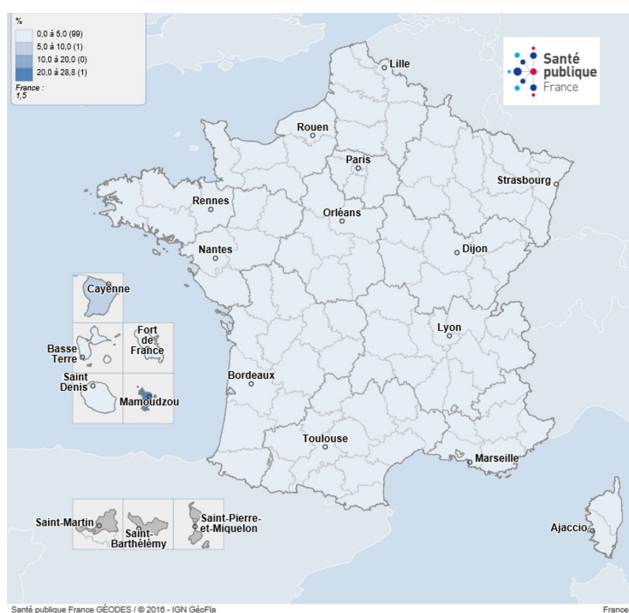 %
0,0 à 5,0 (99)
5,0 à 10,0 (1)
10,0 à 20,0 (0)
20,0 à 28,8 (1)
France :
1,5
Santé
publique
France
Lille
Rouen
Paris
Strasbourg
Rennes
Orléans
Nantes
Dijon
Cayenne
Lyon
Basse
Terre
Fort
de
France
Saint
Denis
Mamoudzou
Bordeaux
Toulouse
Marseille
Saint-Martin
Saint-
Barthélémy
Saint-Pierre-
et-Miquelon
Ajaccio
Santé publique France GÉODES / © 2016 - IGN GéoFla
France